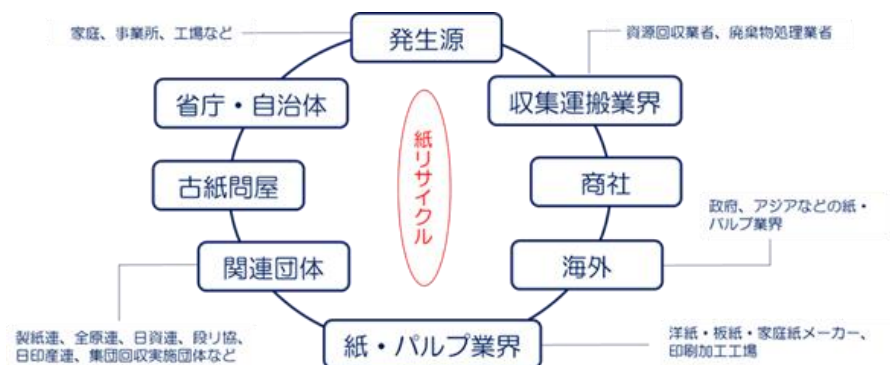 発生源
家庭、事業所、工場など
資源回収業者、廃棄物処理業者
省庁・自治体
収集運搬業界
紙リサイクル
古紙問屋
商社
政府、アジアなどの紙・
パルプ業界
関連団体
海外
製紙連、全原連、日資連、段リ協、
日印産連、集団回収実施団体など
紙・パルプ業界
洋紙・板紙・家庭紙メーカー、
印刷加工工場